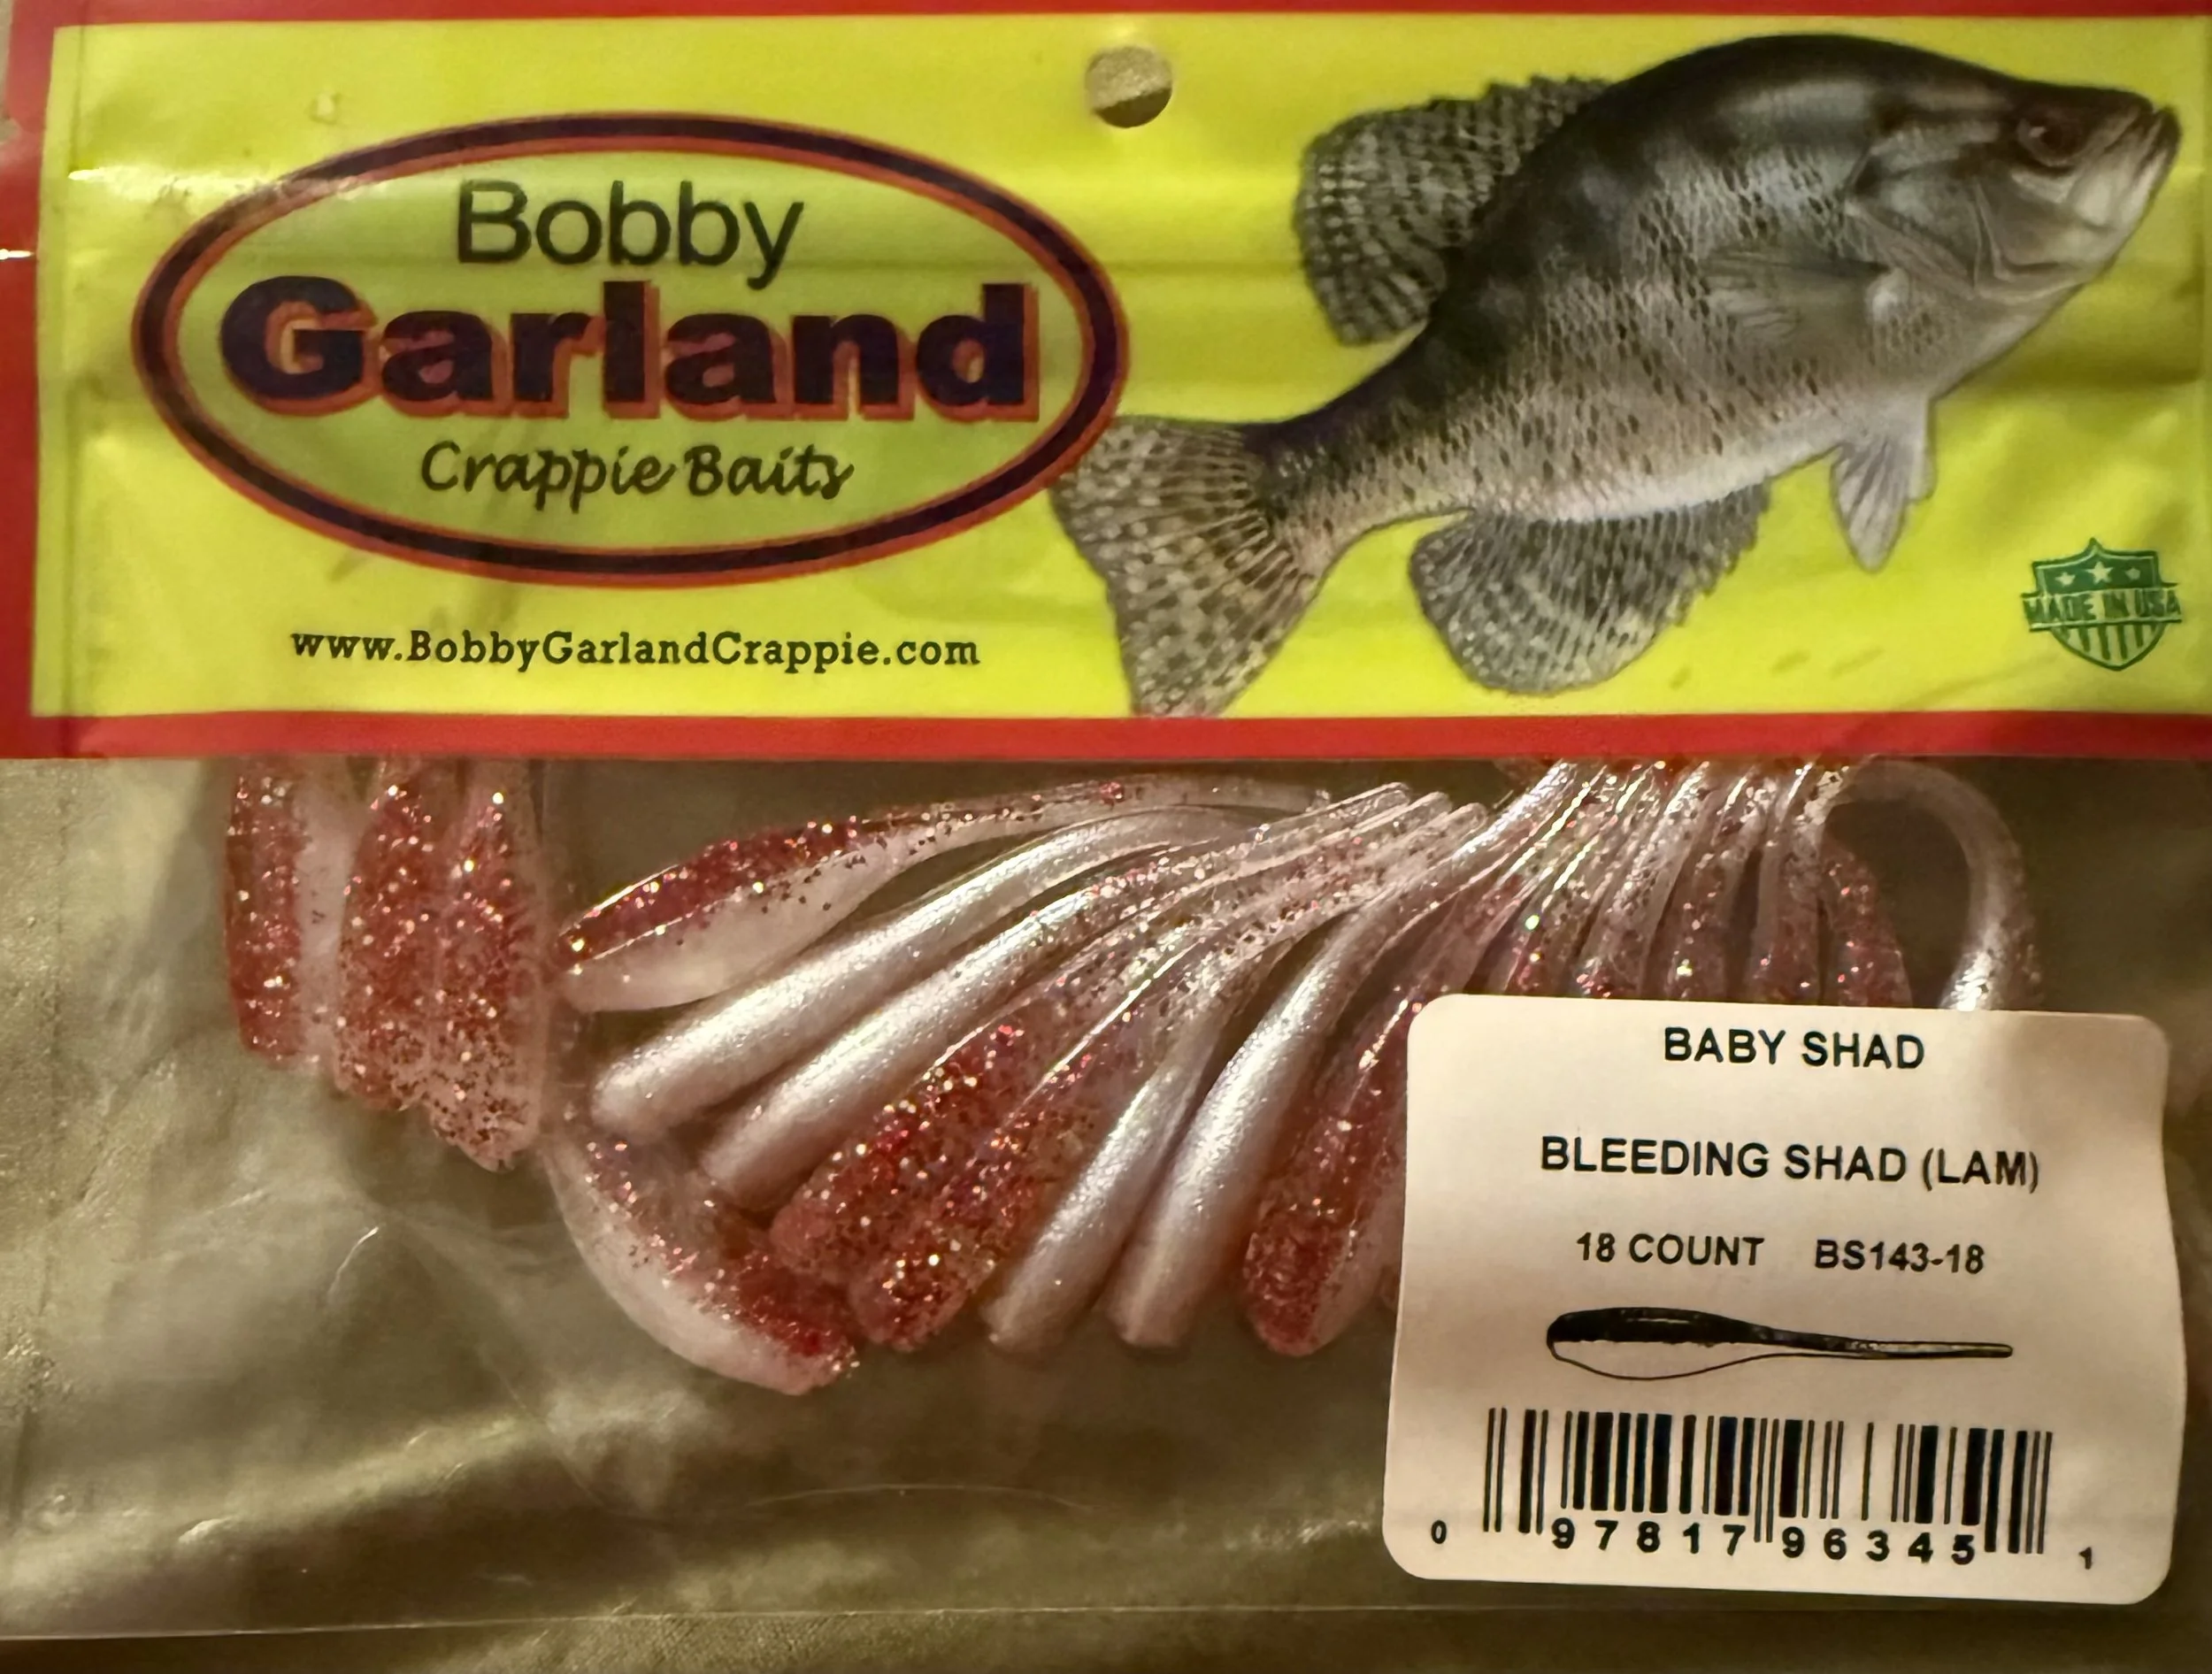 Bobby
Garland
Crappie Baits
www.BobbyGarlandCrappie.com
MADE IN USA
BABY SHAD
BLEEDING SHAD (LAM)
18 COUNT BS143-18
0 97817 96345 1